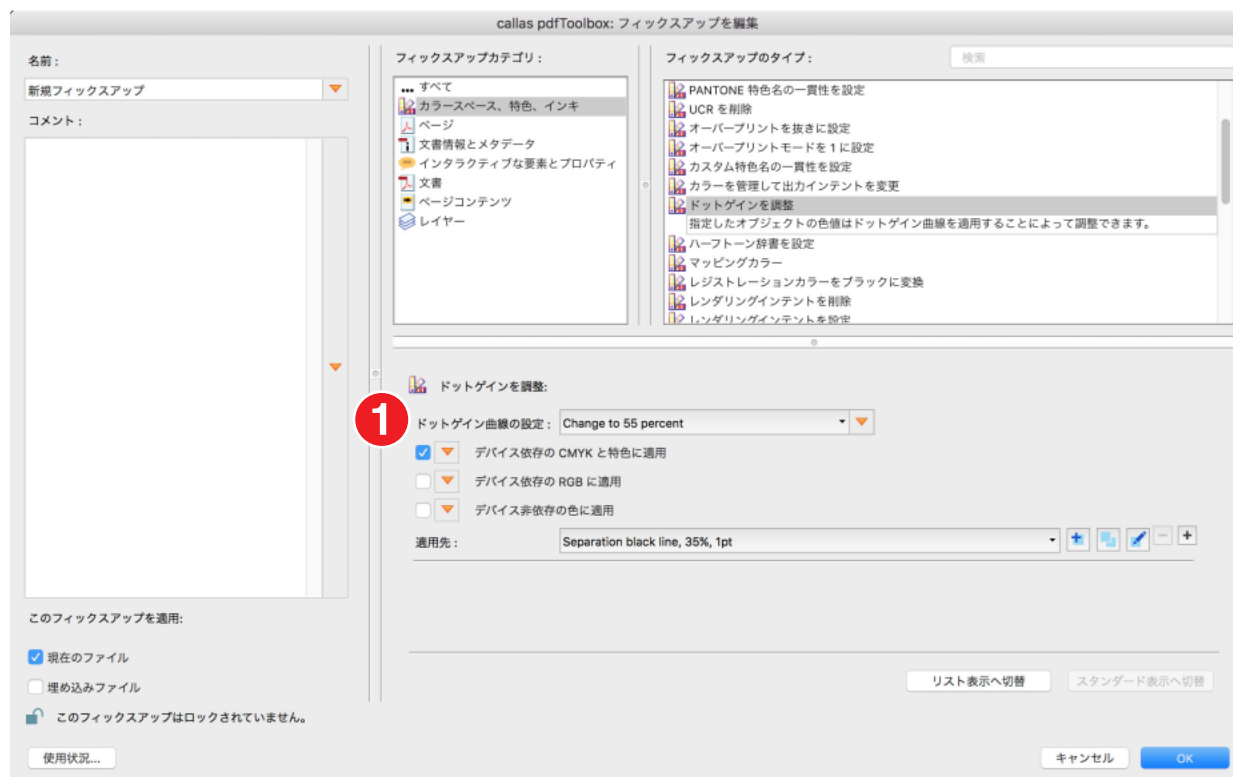 callas pdfToolbox: フィックスアップを編集
名前：
新規フィックスアップ
コメント：
このフィックスアップを適用:
現在のファイル
埋め込みファイル
このフィックスアップはロックされていません。
使用状況...
フィックスアップカテゴリ：
... すべて
カラースペース、特色、インキ
ページ
文書情報とメタデータ
インタラクティブな要素とプロパティ
文書
ページコンテンツ
レイヤー
フィックスアップのタイプ：
検索
PANTONE 特色名の一貫性を設定
UCR を削除
オーバープリントを抜きに設定
オーバープリントモードを 1 に設定
カスタム特色名の一貫性を設定
カラーを管理して出力インテントを変更
ドットゲインを調整
指定したオブジェクトの色値はドットゲイン曲線を適用することによって調整できます。
ハーフトーン辞書を設定
マッピングカラー
レジストレーションカラーをブラックに変換
レンダリングインテントを削除
レンダリングインテントを設定
ドットゲインを調整:
1
ドットゲイン曲線の設定： Change to 55 percent
デバイス依存の CMYK と特色に適用
デバイス依存の RGB に適用
デバイス非依存の色に適用
適用先： Separation black line, 35%, 1pt
リスト表示へ切替 スタンダード表示へ切替
キャンセル OK